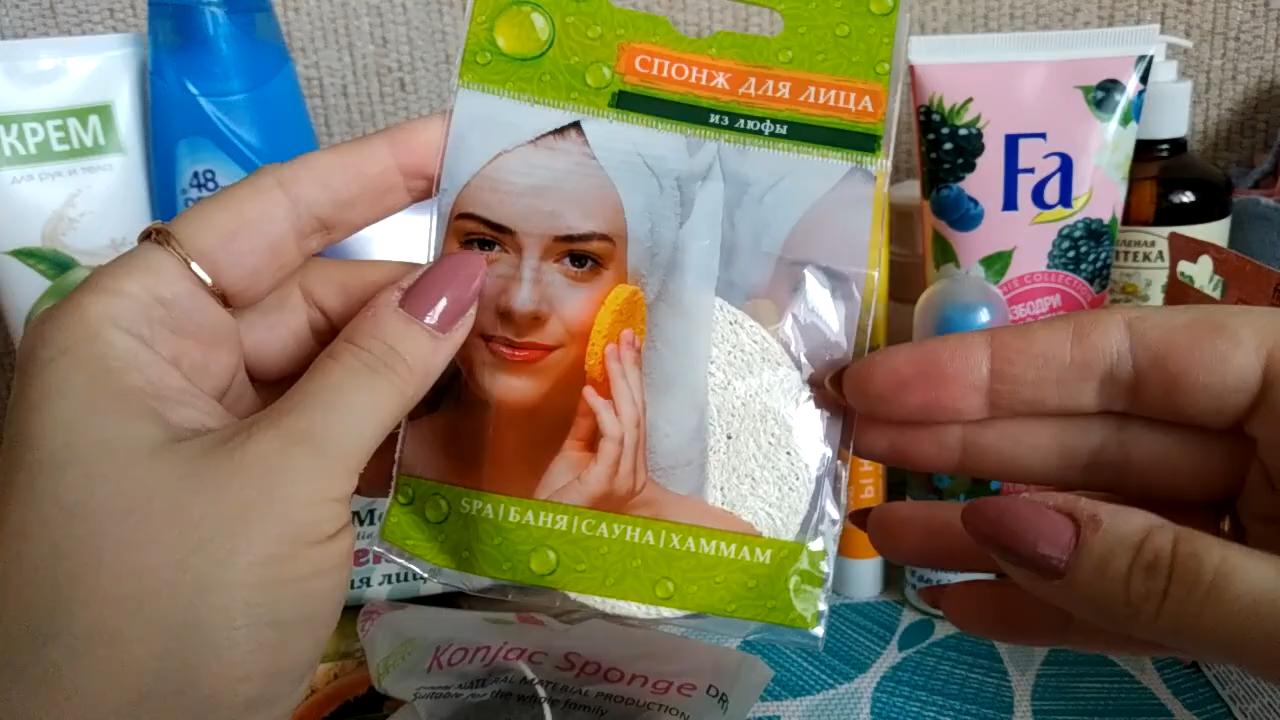 СПОНЖ ДЛЯ ЛИЦА
из люфы
SPA|БАНЯ|САУНА|ХАММАМ
КРЕМ
для рук и тела
48
Fa
Konjac Sponge
NATURAL MATERIAL PRODUCTION
Suitable for the whole family